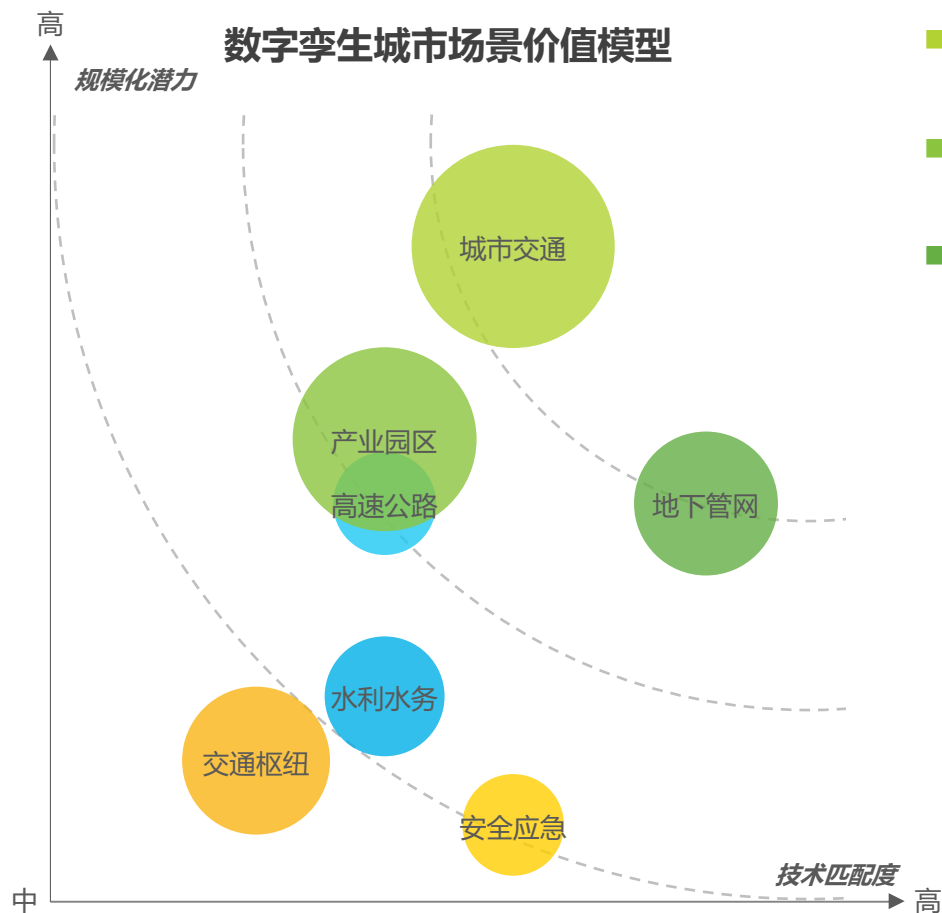 高
数字孪生城市场景价值模型
规模化潜力
城市交通
产业园区
高速公路
地下管网
水利水务
交通枢纽
安全应急
技术匹配度
中
高